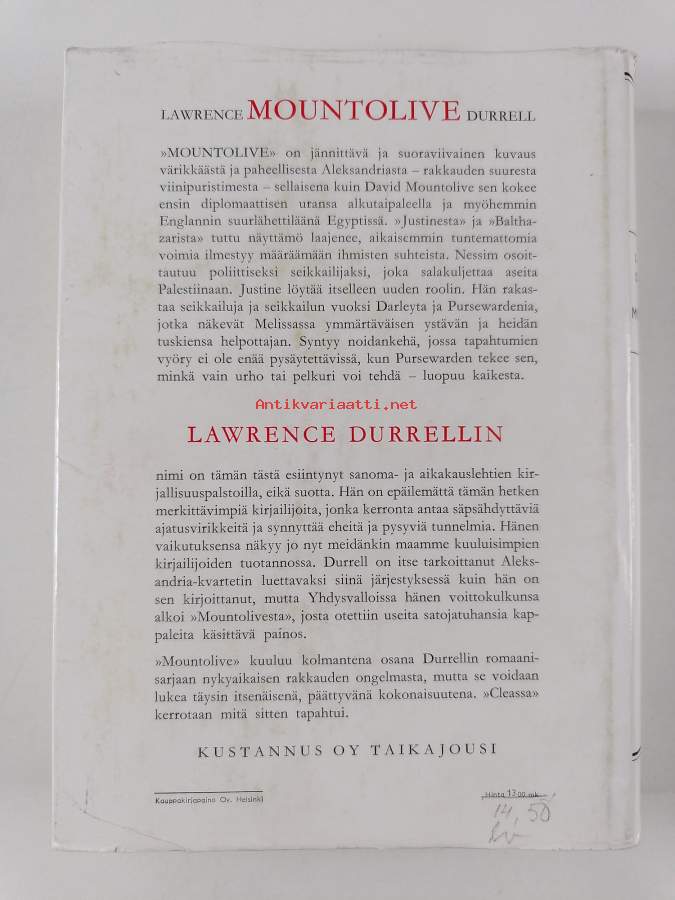 LAWRENCE MOUNTOLIVE DURRELL
»MOUNTOLIVE» on jännittävä ja suoraviivainen kuvaus
värikkäästä ja paheellisesta Aleksandriasta – rakkauden suuresta
viinipuristimesta – sellaisena kuin David Mountolive sen kokee
ensin diplomaattisen uransa alkutaipaleella ja myöhemmin
Englannin suurlähettiläänä Egyptissä. »Justinesta» ja »Baltha-
zarista» tuttu näyttämö laajenee, aikaisemmin tuntemattomia
voimia ilmestyy määräämään ihmisten suhteista. Nessim osoit-
tautuu poliittiseksi seikkailijaksi, joka salakuljettaa aseita
Palestiinaan. Justine löytää itselleen uuden roolin. Hän rakas-
taa seikkailuja ja seikkailun vuoksi Darleyta ja Pursewardenia,
jotka näkevät Melissassa ymmärtäväisen ystävän ja heidän
tuskiensa helpottajan. Syntyy noidankehä, jossa tapahtumien
vyöry ei ole enää pysäytettävissä, kun Pursewarden tekee sen,
minkä vain urho tai pelkuri voi tehdä – luopuu kaikesta.
Antikvariaatti.net
LAWRENCE DURRELLIN
nimi on tämän tästä esiintynyt sanoma- ja aikakauslehtien kir-
jallisuuspalstoilla, eikä suotta. Hän on epäilemättä tämän hetken
merkittävimpiä kirjailijoita, jonka kerronta antaa säpsähdyttäviä
ajatusvirikkeitä ja synnyttää eheitä ja pysyviä tunnelmia. Hänen
vaikutuksensa näkyy jo nyt meidänkin maamme kuuluisimpien
kirjailijoiden tuotannossa. Durrell on itse tarkoittanut Aleks-
andria-kvartetin luettavaksi siinä järjestyksessä kuin hän on
sen kirjoittanut, mutta Yhdysvalloissa hänen voittokulkunsa
alkoi »Mountolivesta», josta otettiin useita satojatuhansia kap-
paleita käsittävä painos.
»Mountolive» kuuluu kolmantena osana Durrellin romaani-
sarjaan nykyaikaisen rakkauden ongelmasta, mutta se voidaan
lukea täysin itsenäisenä, päättyvänä kokonaisuutena. »Cleassa»
kerrotaan mitä sitten tapahtui.
KUSTANNUS OY TAIKAJOUSI
Kauppakirjapaino Oy. Helsinki
Hinta 1300 mk
14,50